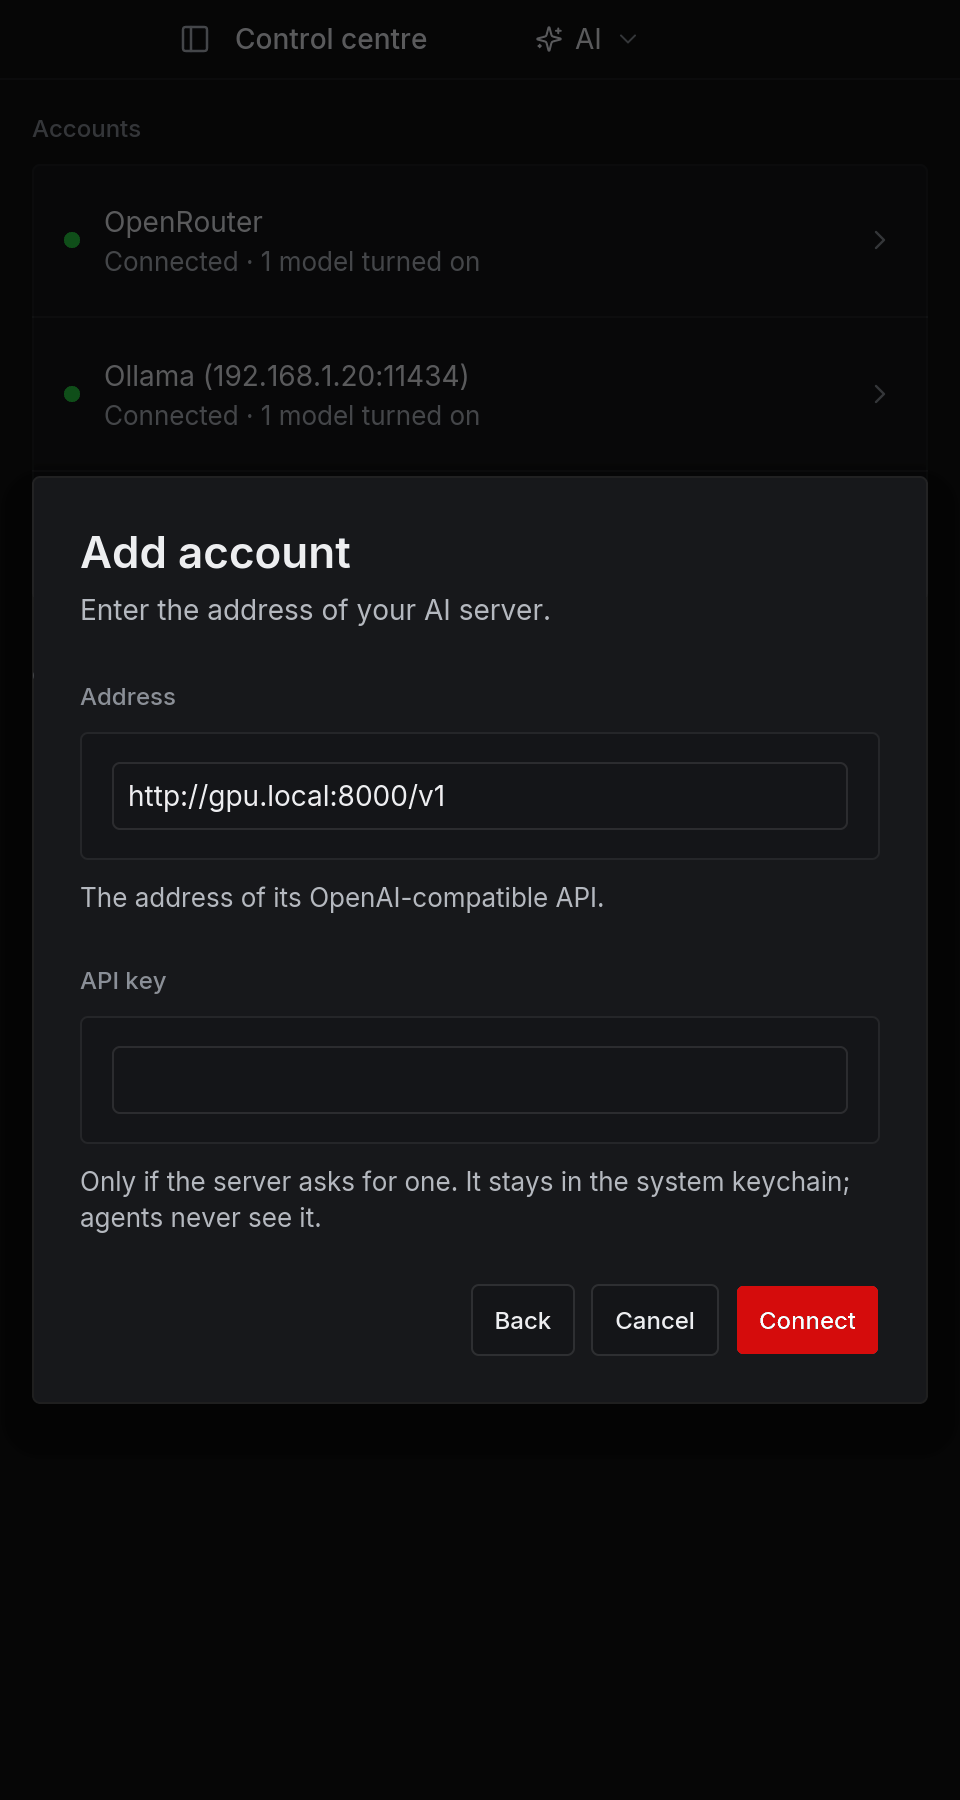 Control centre
AI
Accounts
OpenRouter
Connected · 1 model turned on
Ollama (192.168.1.20:11434)
Connected · 1 model turned on
Add account
Enter the address of your AI server.
Address
http://gpu.local:8000/v1
The address of its OpenAI-compatible API.
API key
Only if the server asks for one. It stays in the system keychain;
agents never see it.
Back
Cancel
Connect